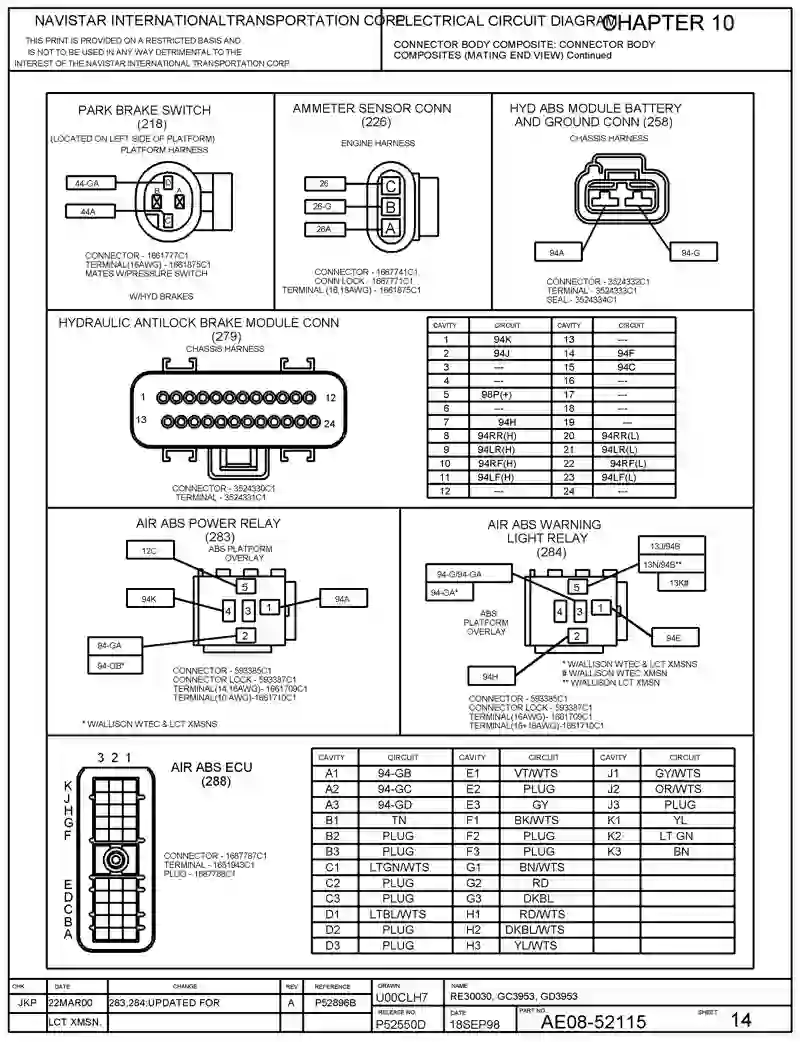 NAVISTAR INTERNATIONALTRANSPORTATION CORP.
THIS PRINT IS PROVIDED ON A RESTRICTED BASIS AND
IS NOT TO BE USED IN ANY WAY DETRIMENTAL TO THE
INTEREST OF THE NAVISTAR INTERNATIONAL TRANSPORTATION CORP
ELECTRICAL CIRCUIT DIAGRAM
CHAPTER 10
CONNECTOR BODY COMPOSITE: CONNECTOR BODY
COMPOSITES (MATING END VIEW) Continued
PARK BRAKE SWITCH
(218)
(LOCATED ON LEFT SIDE OF PLATFORM)
PLATFORM HARNESS
44-GA
44A
D
B A
C
CONNECTOR - 1661777C1
TERMINAL(16AWG) - 1661875C1
MATES W/PRESSURE SWITCH
W/HYD BRAKES
AMMETER SENSOR CONN
(226)
ENGINE HARNESS
26
26-G
26A
C
B
A
CONNECTOR - 1667741C1
CONN LOCK - 1667771C1
TERMINAL (16,18AWG) - 1661875C1
HYD ABS MODULE BATTERY
AND GROUND CONN (258)
CHASSIS HARNESS
94A
94-G
CONNECTOR - 3524332C1
TERMINAL - 3524333C1
SEAL - 3524334C1
HYDRAULIC ANTILOCK BRAKE MODULE CONN
(279)
CHASSIS HARNESS
1 12
13 24
CONNECTOR - 3524330C1
TERMINAL - 3524331C1
CAVITY CIRCUIT CAVITY CIRCUIT
1 94K 13 ---
2 94J 14 94F
3 --- 15 94C
4 --- 16 ---
5 98P(+) 17 ---
6 --- 18 ---
7 94H 19 ---
8 94RR(H) 20 94RR(L)
9 94LR(H) 21 94LR(L)
10 94RF(H) 22 94RF(L)
11 94LF(H) 23 94LF(L)
12 --- 24 ---
AIR ABS POWER RELAY
(283)
ABS PLATFORM
OVERLAY
12C
94K
94A
94-GA
94-GB*
5
4 3 1
2
CONNECTOR - 593385C1
CONNECTOR LOCK - 593387C1
TERMINAL(14,16AWG) - 1661709C1
TERMINAL(10 AWG)-1661710C1
* W/ALLISON WTEC & LCT XMSNS
AIR ABS WARNING
LIGHT RELAY
(284)
94-G/94-GA
94-GA*
ABS
PLATFORM
OVERLAY
94H
13J/94B
13N/94B**
13K#
94E
5
4 3 1
2
* W/ALLISON WTEC & LCT XMSNS
# W/ALLISON WTEC XMSN
** W/ALLISON LCT XMSN
CONNECTOR - 593385C1
CONNECTOR LOCK - 593387C1
TERMINAL(16AWG)- 1661709C1
TERMINAL(16+18AWG)-1661710C1
3 2 1
K
J
H
G
F
E
D
C
B
A
AIR ABS ECU
(288)
CONNECTOR - 1687787C1
TERMINAL - 1651943C1
PLUG - 1687788C1
CAVITY CIRCUIT CAVITY CIRCUIT CAVITY CIRCUIT
A1 94-GB E1 VT/WTS J1 GY/WTS
A2 94-GC E2 PLUG J2 OR/WTS
A3 94-GD E3 GY J3 PLUG
B1 TN F1 BK/WTS K1 YL
B2 PLUG F2 PLUG K2 LT GN
B3 PLUG F3 PLUG K3 BN
C1 LTGN/WTS G1 BN/WTS
C2 PLUG G2 RD
C3 PLUG G3 DKBL
D1 LTBL/WTS H1 RD/WTS
D2 PLUG H2 DKBL/WTS
D3 PLUG H3 YL/WTS
CHK DATE CHANGE REV REFERENCE
JKP 22MAR00 283,284;UPDATED FOR A P52896B
LCT XMSN.
DRAWN
U00CLH7
RELEASE NO.
P52550D
NAME
RE30030, GC3953, GD3953
DATE
18SEP98
PART NO.
AE08-52115
SHEET
14